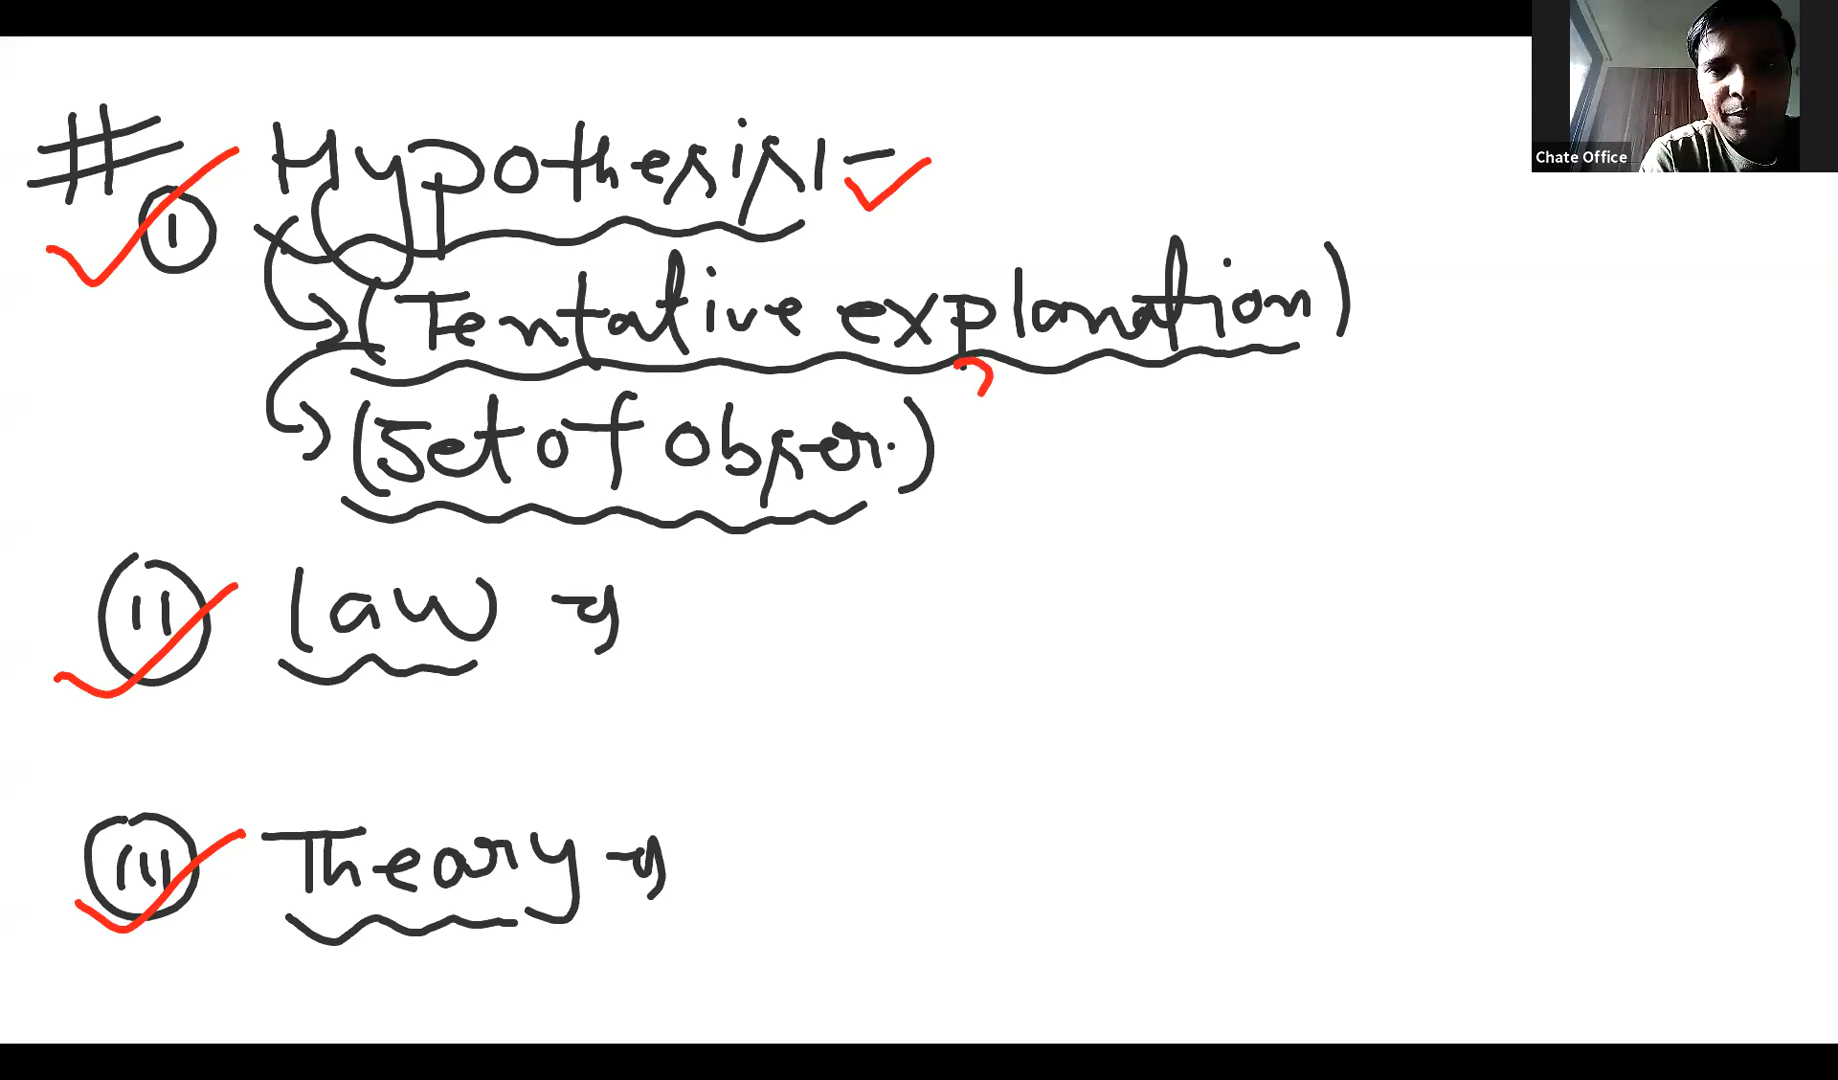 # Hypothesis! -
Chate Office
(I)
(Tentative explanation)
(Set of obser.)
(II) Law →
(III) Theory →